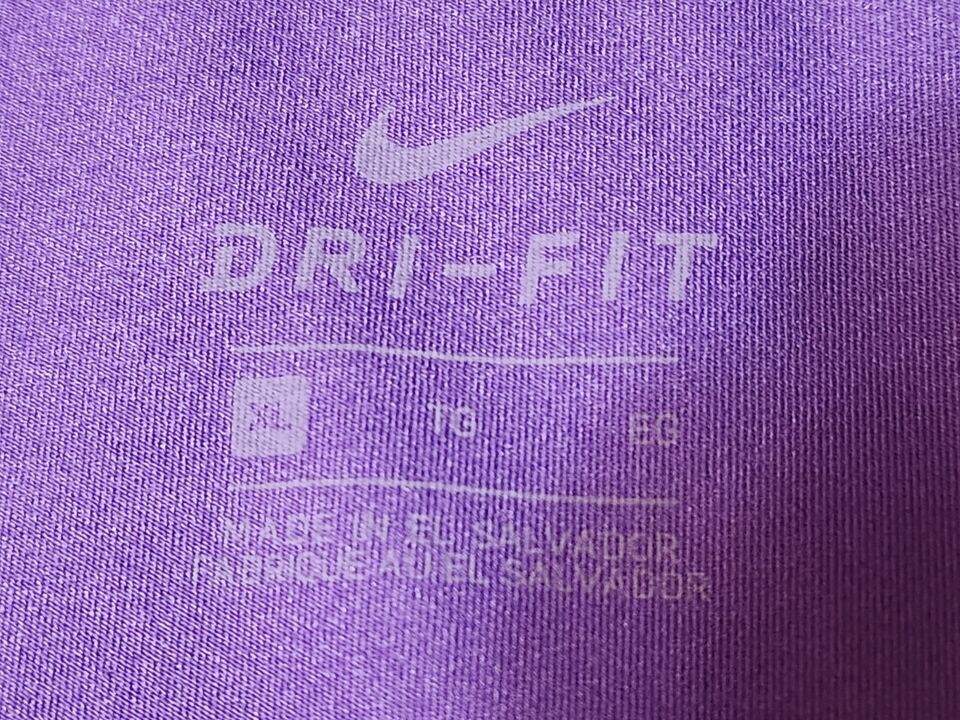 DRI-FIT
XL TG EG
MADE IN EL SALVADOR
FABRIQUE AU EL SALVADOR